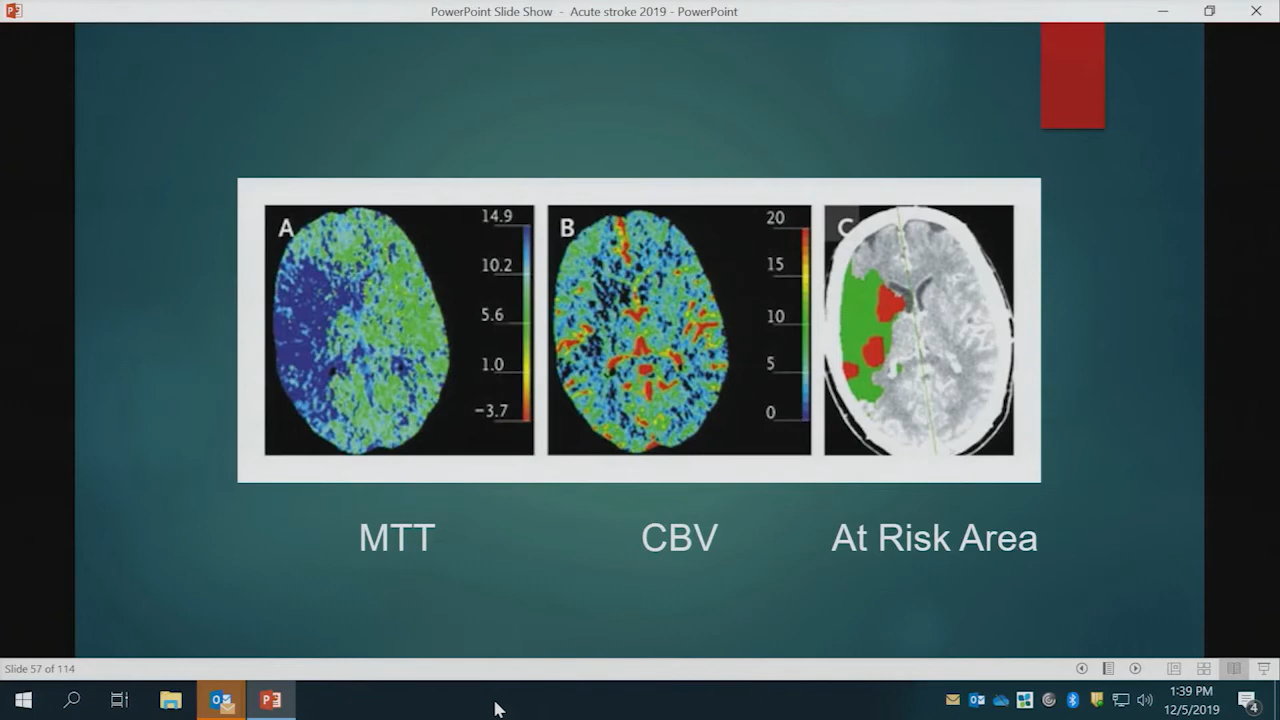 PowerPoint Slide Show - Acute stroke 2019 - PowerPoint
A
14.9
10.2
5.6
1.0
-3.7
B
20
15
10
5
0
C
MTT
CBV
At Risk Area
Slide 57 of 114
1:39 PM
12/5/2019
4